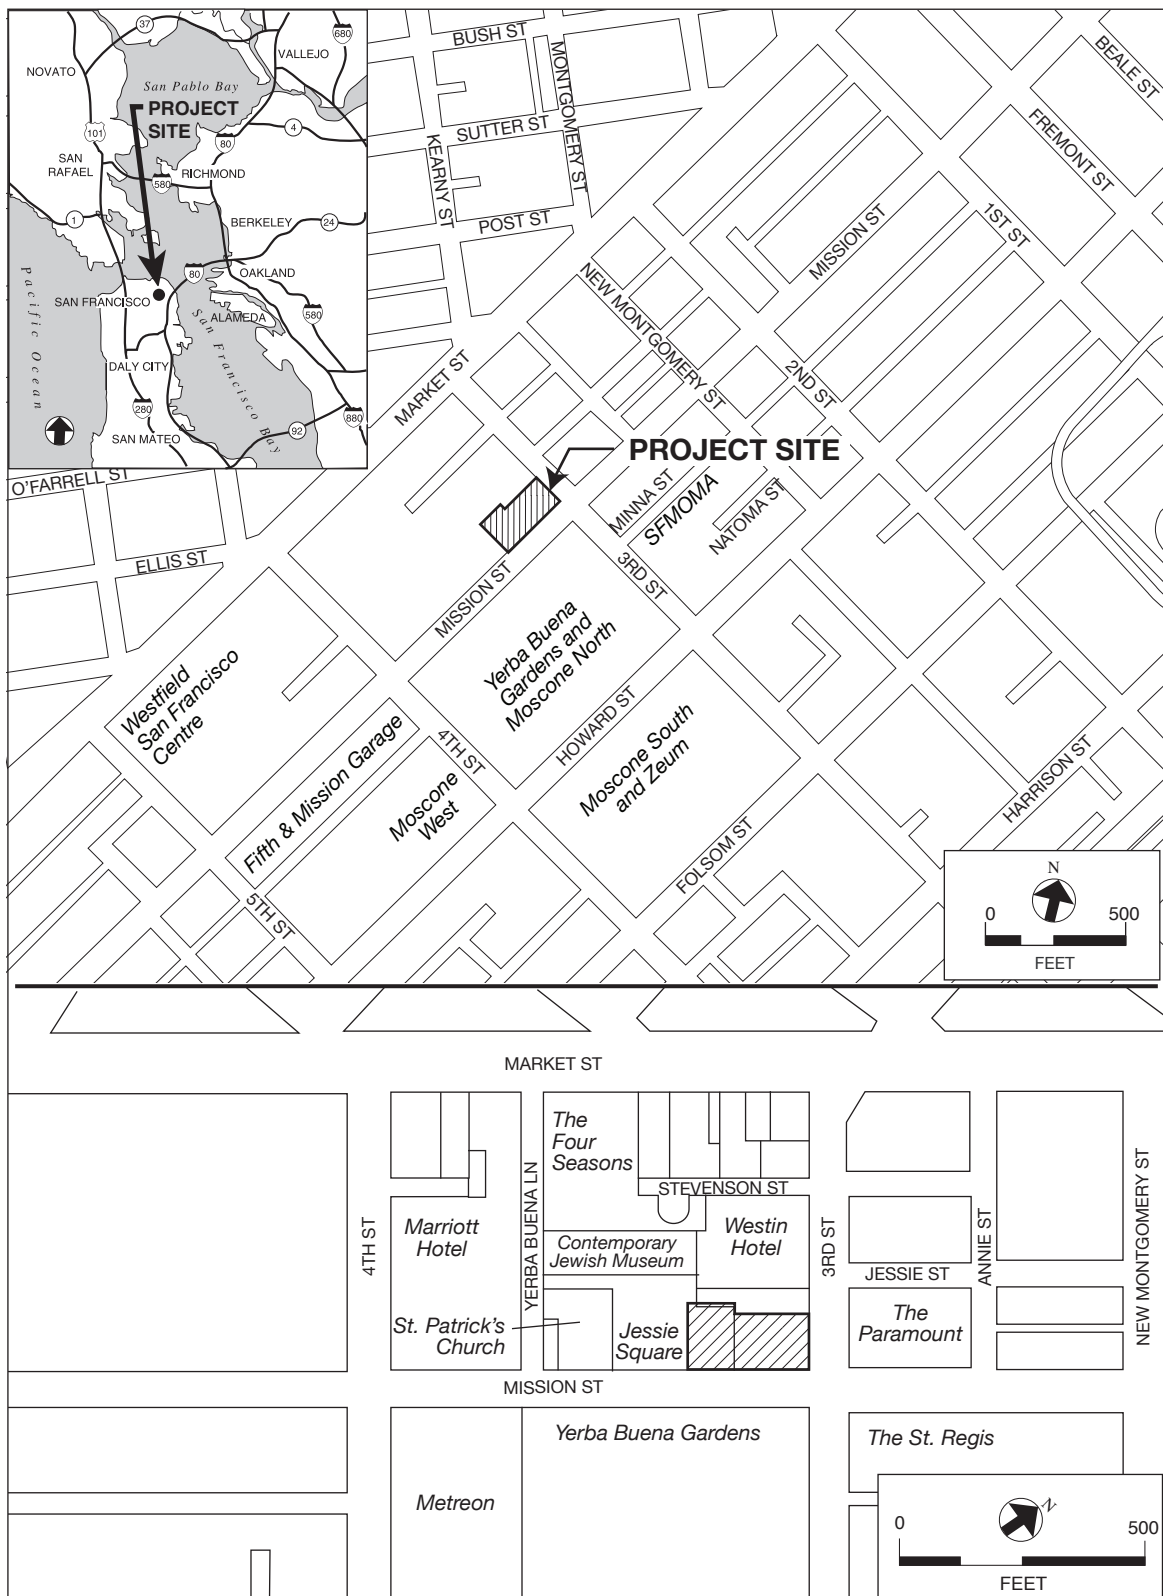 37
680
NOVATO
VALLEJO
San Pablo Bay
PROJECT
SITE
101
4
80
SAN
RAFAEL
580
RICHMOND
1
BERKELEY
24
80
OAKLAND
SAN FRANCISCO
ALAMEDA
580
Pacific Ocean
San Francisco Bay
DALY CITY
280
880
92
SAN MATEO
BUSH ST
MONTGOMERY ST
BEALE ST
SUTTER ST
KEARNY ST
FREMONT ST
POST ST
MISSION ST
1ST ST
NEW MONTGOMERY ST
MARKET ST
2ND ST
PROJECT SITE
O'FARRELL ST
MINNA ST
SFMOMA
NATOMA ST
ELLIS ST
MISSION ST
3RD ST
Yerba Buena
Gardens and
Moscone North
Westfield
San Francisco
Centre
HOWARD ST
4TH ST
Fifth & Mission Garage
Moscone
West
Moscone South
and Zeum
HARRISON ST
FOLSOM ST
5TH ST
N
0
500
FEET
MARKET ST
The
Four
Seasons
STEVENSON ST
YERBA BUENA LN
4TH ST
Marriott
Hotel
Westin
Hotel
3RD ST
ANNIE ST
NEW MONTGOMERY ST
Contemporary
Jewish Museum
JESSIE ST
St. Patrick's
Church
Jessie
Square
The
Paramount
MISSION ST
Yerba Buena Gardens
The St. Regis
Metreon
N
0
500
FEET